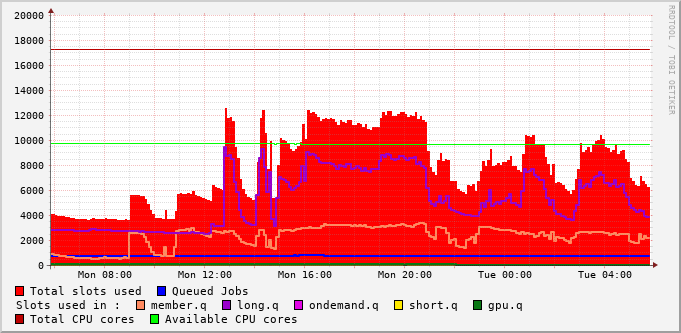 RRDTOOL / TOBI OETIKER
20000
18000
16000
14000
12000
10000
8000
6000
4000
2000
0
Mon 08:00 Mon 12:00 Mon 16:00 Mon 20:00 Tue 00:00 Tue 04:00
Total slots used Queued Jobs
Slots used in : member.q long.q ondemand.q short.q gpu.q
Total CPU cores Available CPU cores